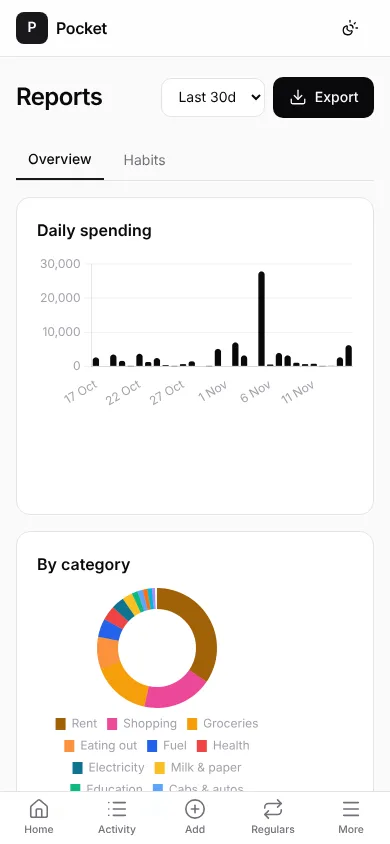 P Pocket
Reports Last 30d Export
Overview Habits
Daily spending
30,000
20,000
10,000
0
17 Oct 22 Oct 27 Oct 1 Nov 6 Nov 11 Nov
By category
Rent Shopping Groceries
Eating out Fuel Health
Electricity Milk & paper
Education Cabs & autos
Home Activity Add Regulars More